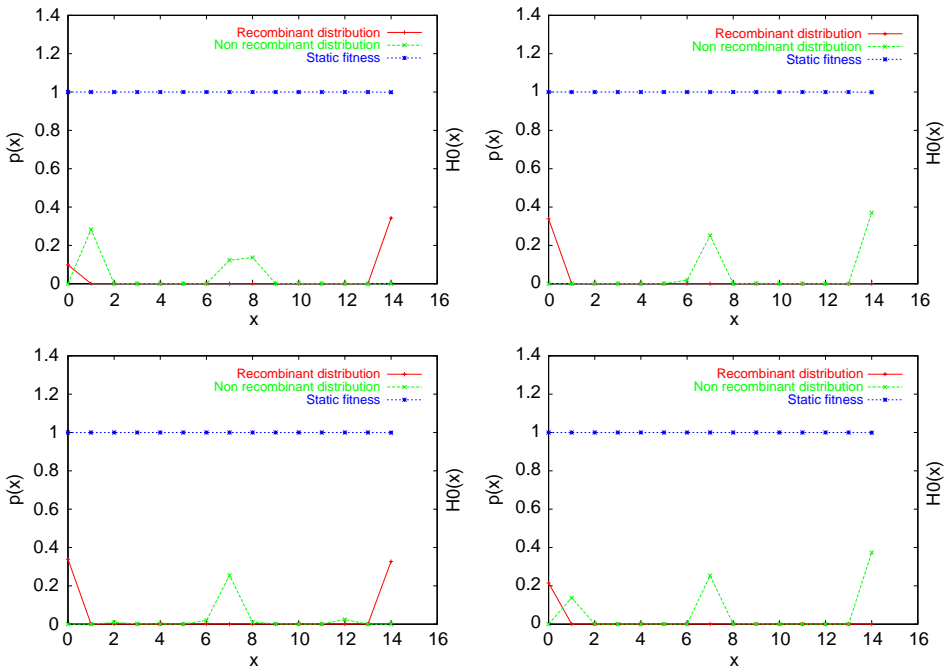 1.4
1.2
1
0.8
0.6
0.4
0.2
0
p(x)
Recombinant distribution
Non recombinant distribution
Static fitness
H0(x)
0 2 4 6 8 10 12 14 16
x
1.4
1.2
1
0.8
0.6
0.4
0.2
0
p(x)
Recombinant distribution
Non recombinant distribution
Static fitness
H0(x)
0 2 4 6 8 10 12 14 16
x
1.4
1.2
1
0.8
0.6
0.4
0.2
0
p(x)
Recombinant distribution
Non recombinant distribution
Static fitness
H0(x)
0 2 4 6 8 10 12 14 16
x
1.4
1.2
1
0.8
0.6
0.4
0.2
0
p(x)
Recombinant distribution
Non recombinant distribution
Static fitness
H0(x)
0 2 4 6 8 10 12 14 16
x